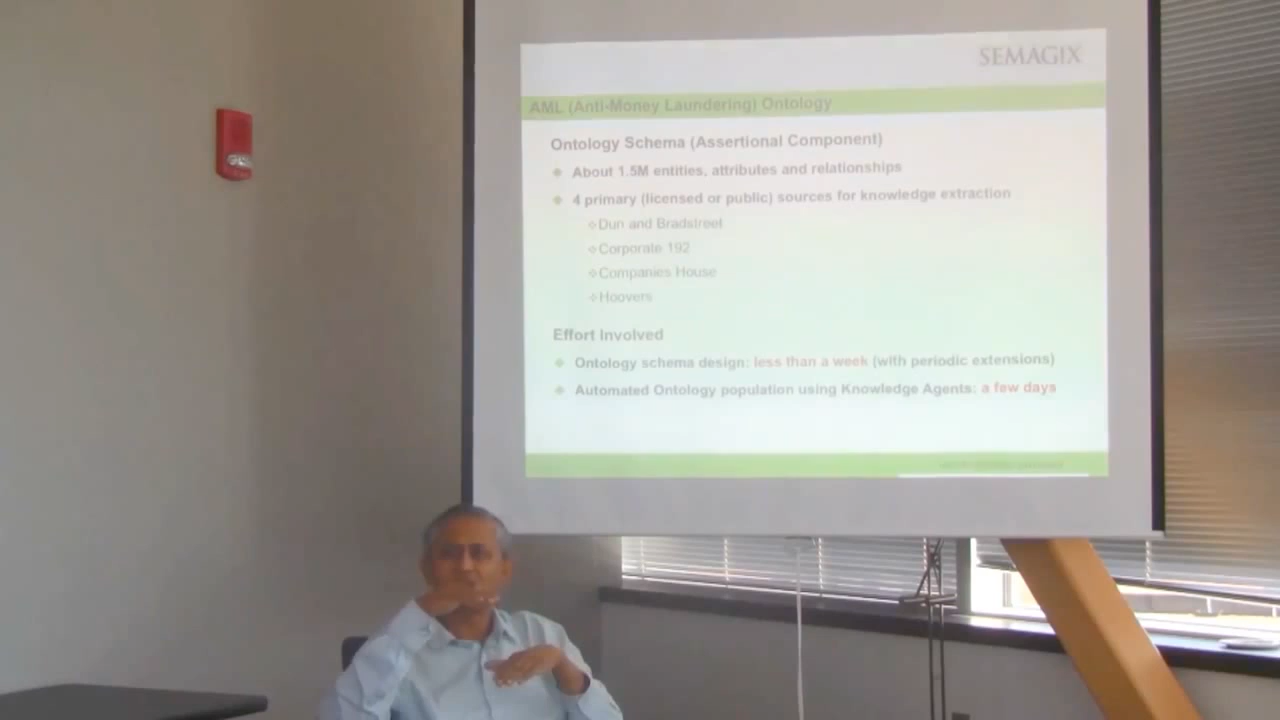 SEMAGIX
AML (Anti-Money Laundering) Ontology
Ontology Schema (Assertional Component)
About 1.5M entities, attributes and relationships
4 primary (licensed or public) sources for knowledge extraction
Dun and Bradstreet
Corporate 192
Companies House
Hoovers
Effort Involved
Ontology schema design: less than a week (with periodic extensions)
Automated Ontology population using Knowledge Agents: a few days